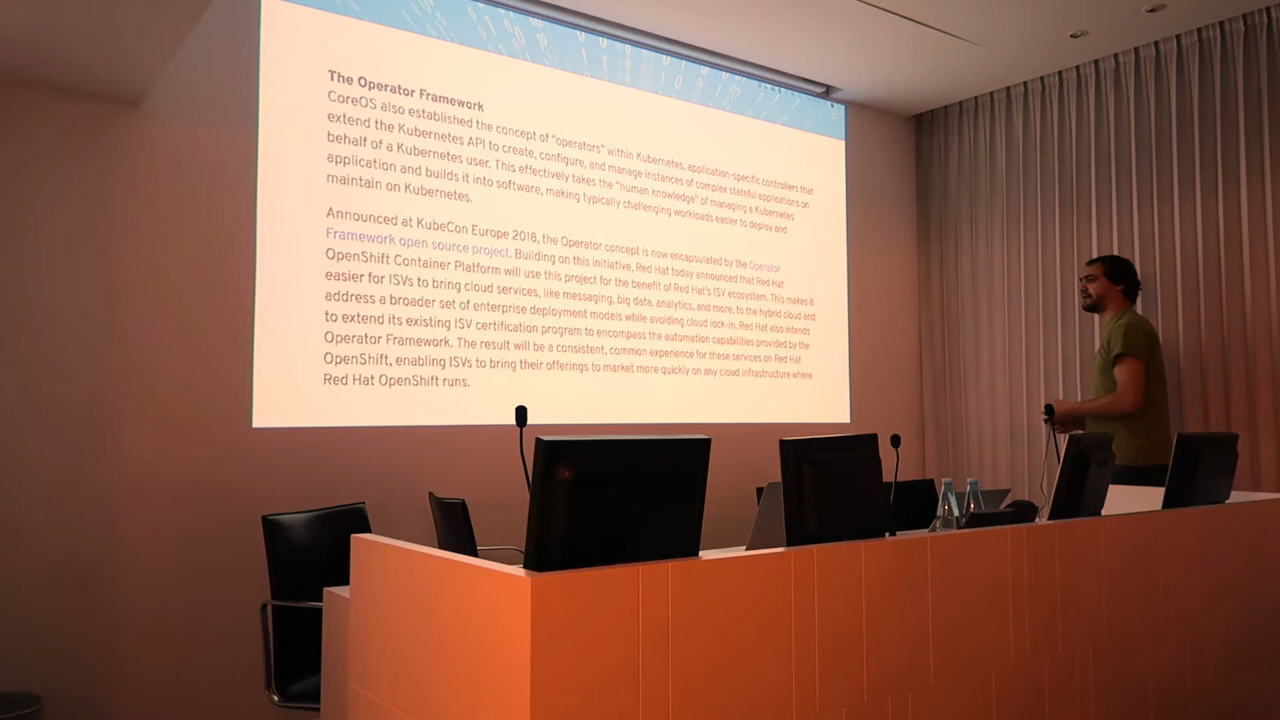 The Operator Framework
CoreOS also established the concept of "operators" within Kubernetes, application-specific controllers that
extend the Kubernetes API to create, configure, and manage instances of complex stateful applications on
behalf of a Kubernetes user. This effectively takes the "human knowledge" of managing a Kubernetes
application and builds it into software, making typically challenging workloads easier to deploy and
maintain on Kubernetes.
Announced at KubeCon Europe 2018, the Operator concept is now encapsulated by the Operator
Framework open source project. Building on this initiative, Red Hat today announced that Red Hat
OpenShift Container Platform will use this project for the benefit of Red Hat's ISV ecosystem. This makes it
easier for ISVs to bring cloud services, like messaging, big data, analytics, and more, to the hybrid cloud and
address a broader set of enterprise deployment models while avoiding cloud lock-in. Red Hat also intends
to extend its existing ISV certification program to encompass the automation capabilities provided by the
Operator Framework. The result will be a consistent, common experience for these services on Red Hat
OpenShift, enabling ISVs to bring their offerings to market more quickly on any cloud infrastructure where
Red Hat OpenShift runs.